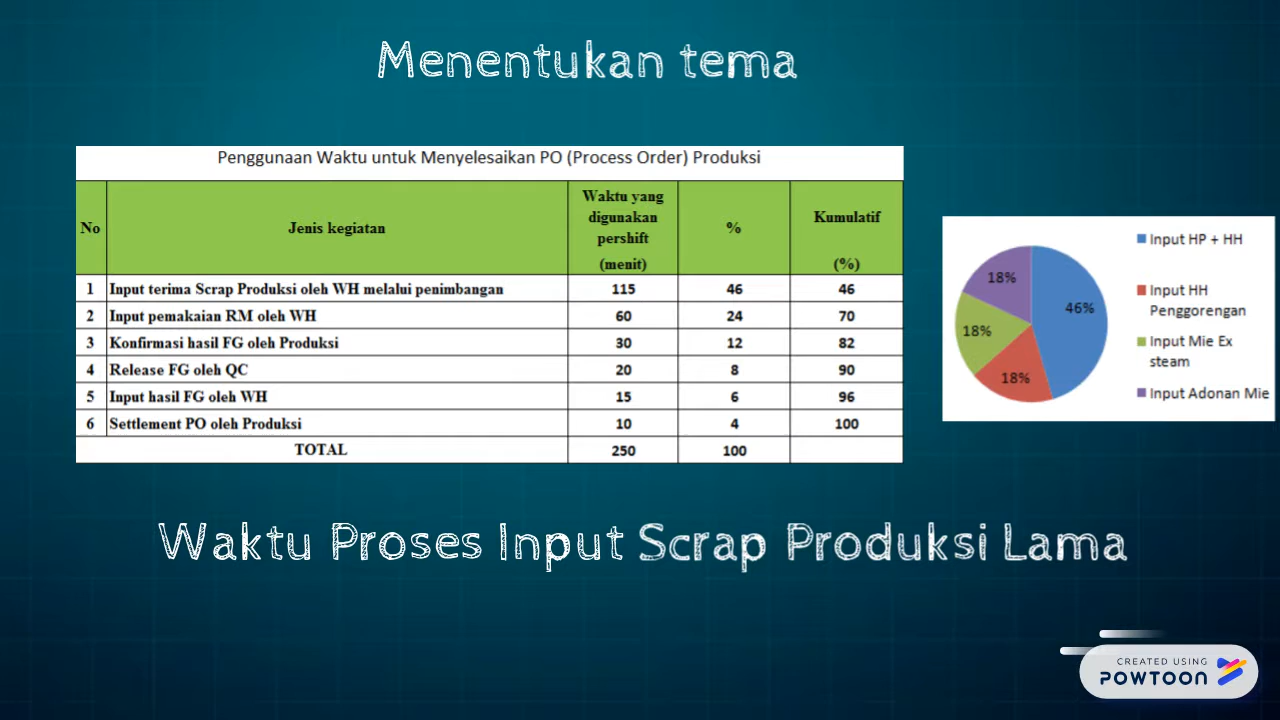 Menentukan tema
Penggunaan Waktu untuk Menyelesaikan PO (Process Order) Produksi
No Jenis kegiatan Waktu yang digunakan pershift (menit) % Kumulatif (%)
1 Input terima Scrap Produksi oleh WH melalui penimbangan 115 46 46
2 Input pemakaian RM oleh WH 60 24 70
3 Konfirmasi hasil FG oleh Produksi 30 12 82
4 Release FG oleh QC 20 8 90
5 Input hasil FG oleh WH 15 6 96
6 Settlement PO oleh Produksi 10 4 100
TOTAL 250 100
46%
18%
18%
18%
Input HP + HH
Input HH
Penggorengan
Input Mie Ex
steam
Input Adonan Mie
Waktu Proses Input Scrap Produksi Lama
CREATED USING
POWTOON